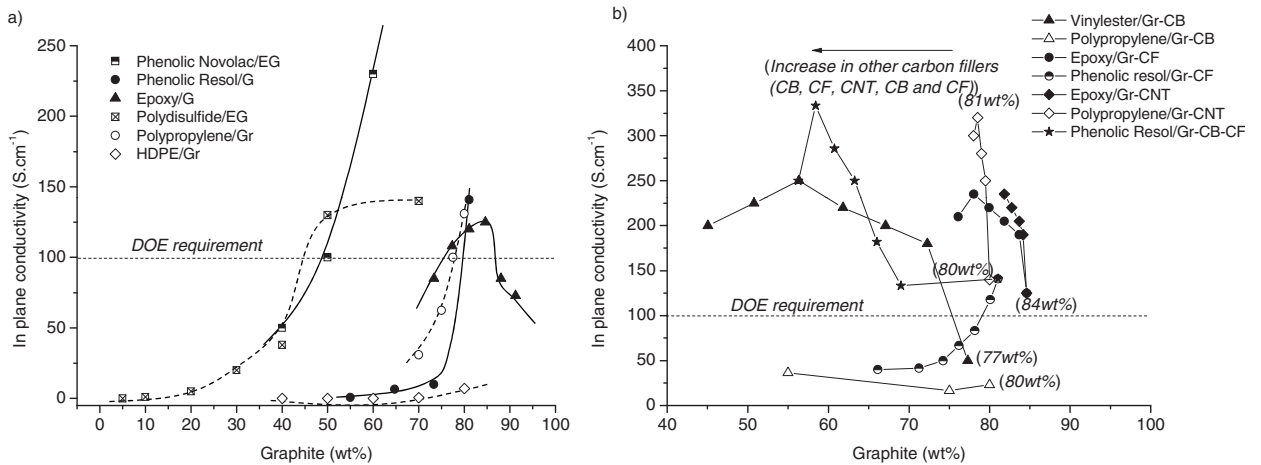 a)
250
200
150
100
50
0
In plane conductivity (S.cm⁻¹)
Phenolic Novolac/EG
Phenolic Resol/G
Epoxy/G
Polydisulfide/EG
Polypropylene/Gr
HDPE/Gr
DOE requirement
0 10 20 30 40 50 60 70 80 90 100
Graphite (wt%)
b)
400
350
300
250
200
150
100
50
0
In plane conductivity (S.cm⁻¹)
Vinylester/Gr-CB
Polypropylene/Gr-CB
Epoxy/Gr-CF
Phenolic resol/Gr-CF
Epoxy/Gr-CNT
Polypropylene/Gr-CNT
Phenolic Resol/Gr-CB-CF
(Increase in other carbon fillers
(CB, CF, CNT, CB and CF))
(81wt%)
(80wt%)
(84wt%)
DOE requirement
(77wt%)
(80wt%)
40 50 60 70 80 90 100
Graphite (wt%)